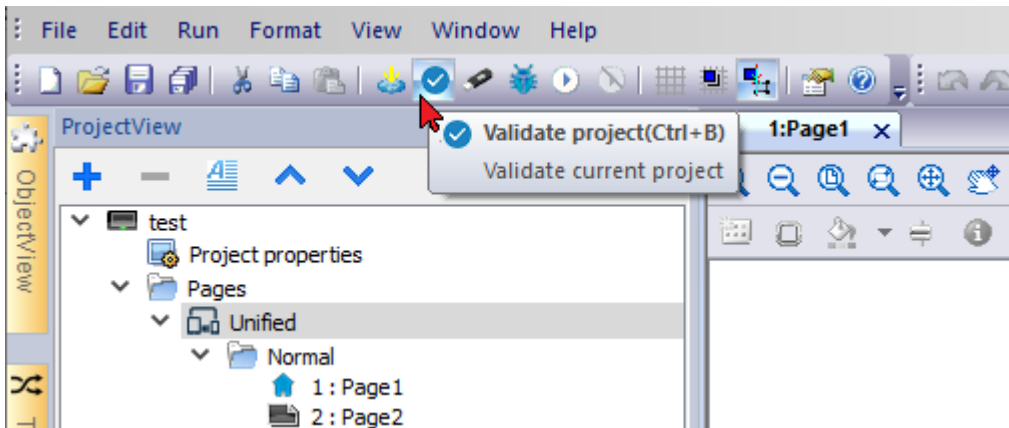 File Edit Run Format View Window Help
ProjectView
Validate project(Ctrl+B)
1:Page1
Validate current project
ObjectView
test
Project properties
Pages
Unified
Normal
1 : Page1
2 : Page2
T